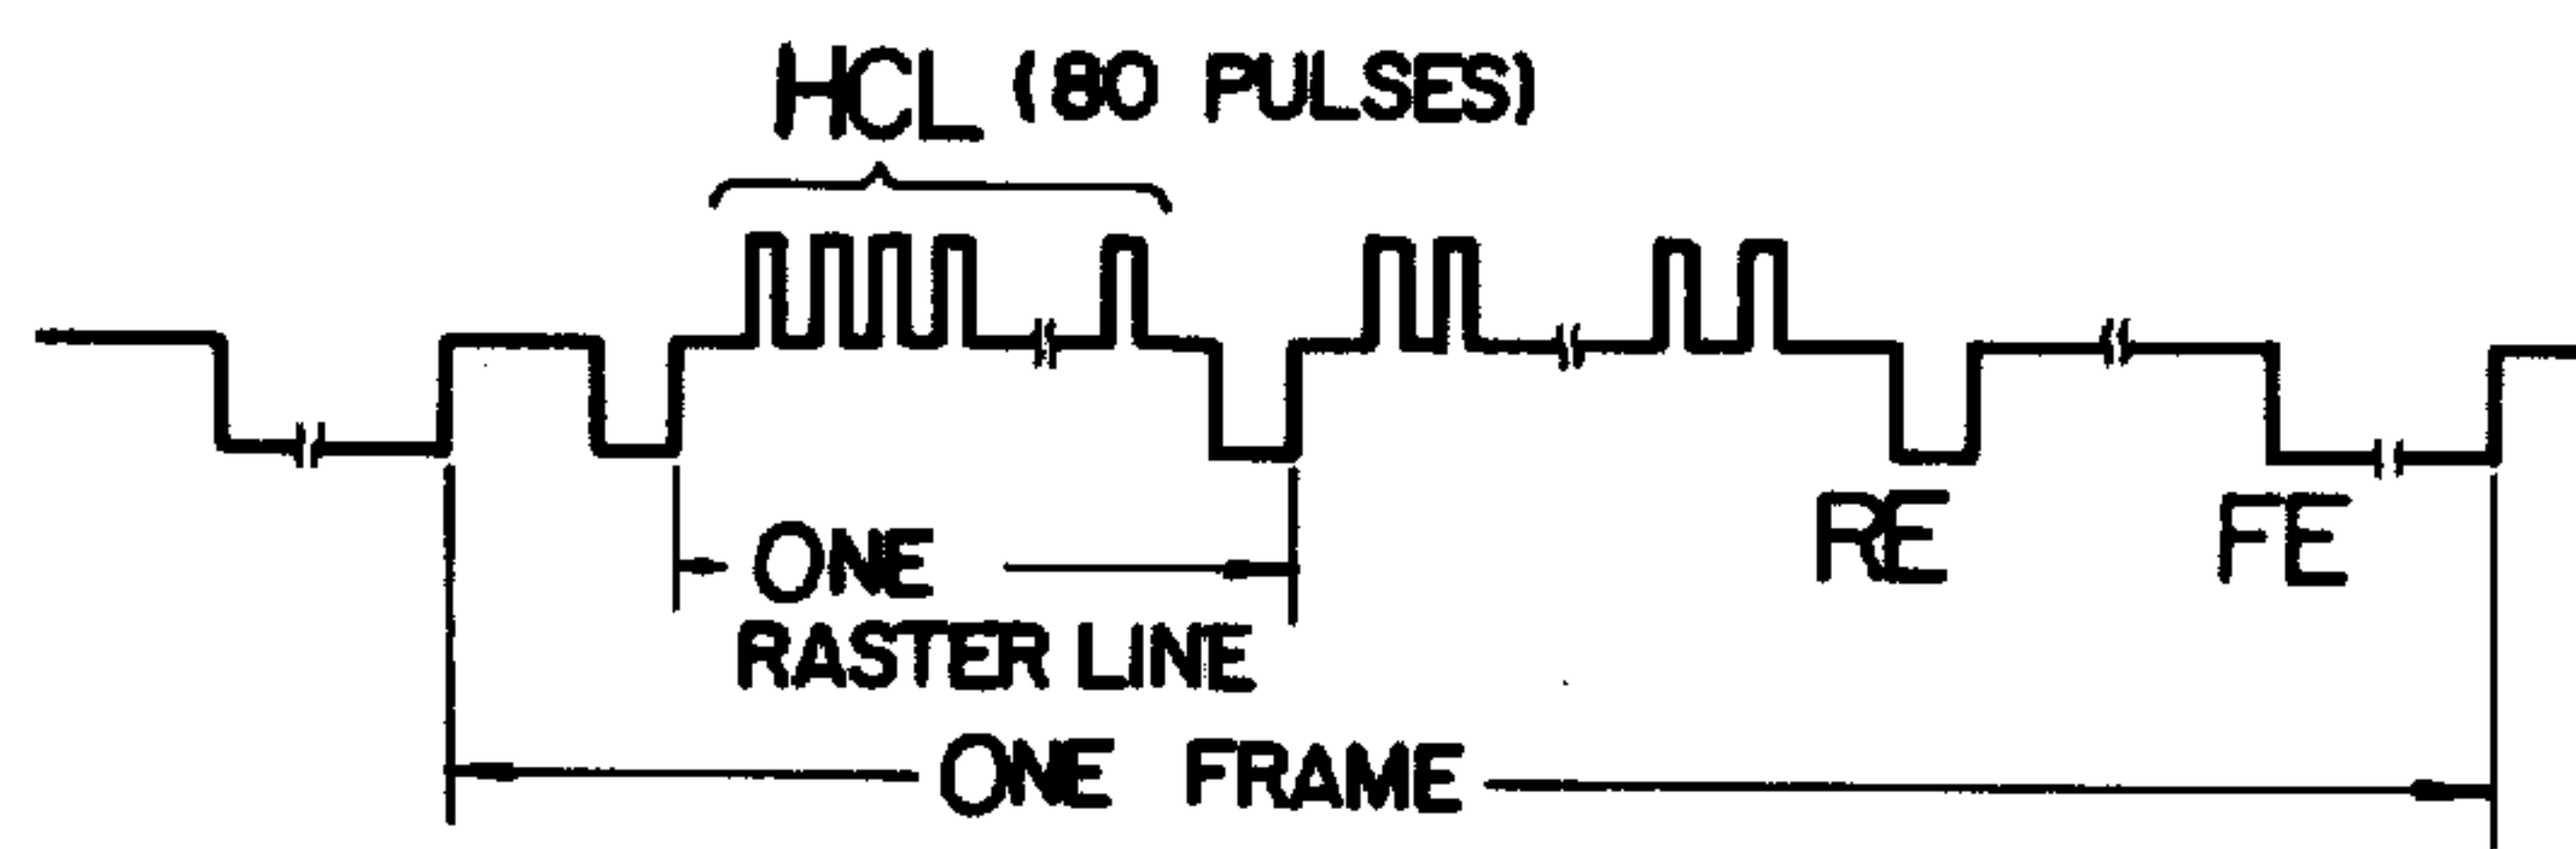 HCL (80 PULSES)
RE
FE
ONE
RASTER LINE
ONE FRAME